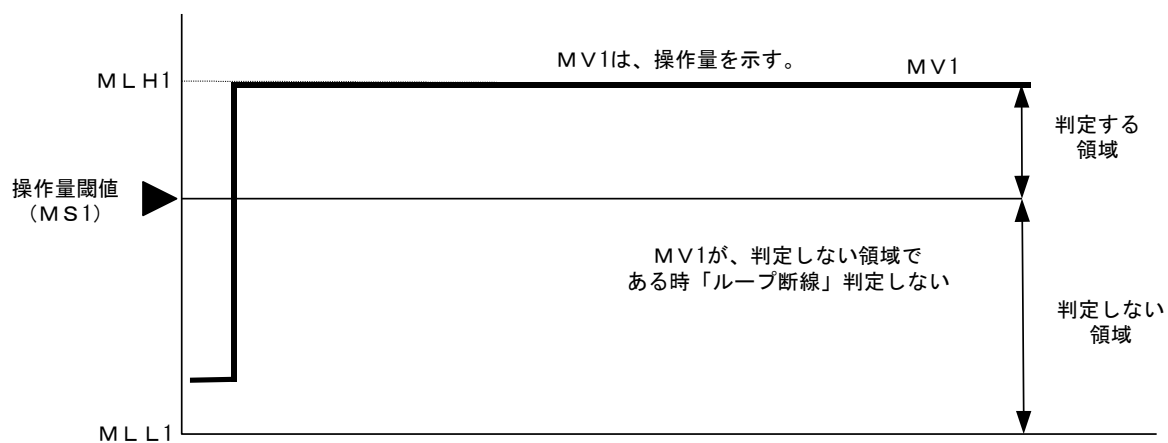 MV1は、操作量を示す。
MLH1
MV1
判定する
領域
操作量閾値
(MS1)
MV1が、判定しない領域で
ある時「ループ断線」判定しない
判定しない
領域
MLL1